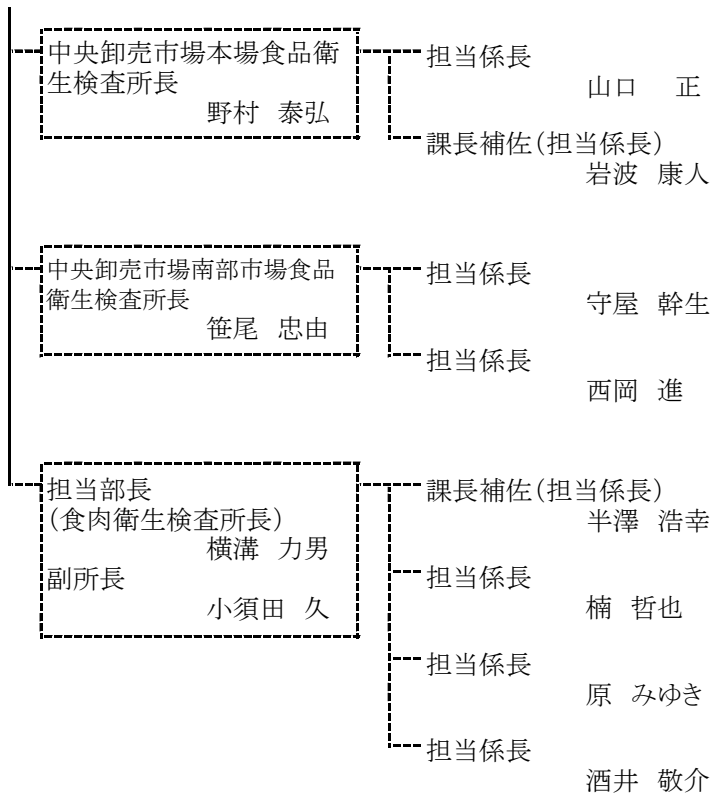 中央卸売市場本場食品衛
生検査所長
野村 泰弘
担当係長
山口 正
課長補佐(担当係長)
岩波 康人
中央卸売市場南部市場食品
衛生検査所長
笹尾 忠由
担当係長
守屋 幹生
担当係長
西岡 進
担当部長
(食肉衛生検査所長)
横溝 力男
副所長
小須田 久
課長補佐(担当係長)
半澤 浩幸
担当係長
楠 哲也
担当係長
原 みゆき
担当係長
酒井 敬介